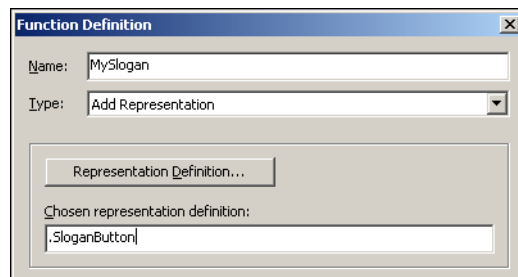 Function Definition
Name: MySlogan
Type: Add Representation
Representation Definition...
Chosen representation definition:
.SloganButton